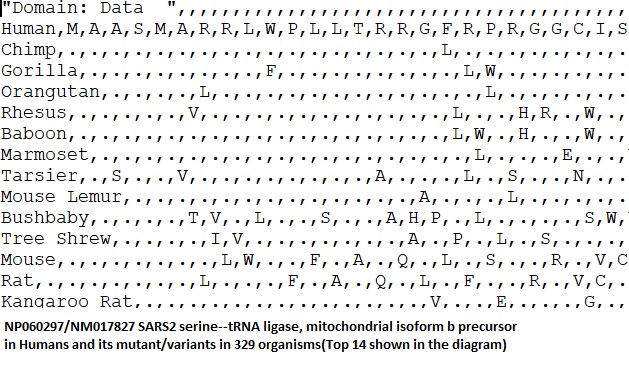 "Domain: Data  ",,,,,,,,,,,,,,,,,,,,,,,,,,,,,,,,,,
Human,M,A,A,S,M,A,R,R,L,W,P,L,L,T,R,R,G,F,R,P,R,G,G,C,I,S
Chimp,.,.,.,.,.,.,.,.,.,.,.,.,.,.,.,.,.,L,.,.,.,.,.,.,.,.
Gorilla,.,.,.,.,.,.,.,.,F,.,.,.,.,.,.,.,.,L,W,.,.,.,.,.,.
Orangutan,.,.,.,.,L,.,.,.,.,.,.,.,.,.,.,.,.,L,.,.,.,.,.,.
Rhesus,.,.,.,.,.,V,.,.,.,.,.,.,.,.,.,.,.,L,.,.,H,R,.,W,.
Baboon,.,.,.,.,.,.,.,.,.,.,.,.,.,.,.,.,.,L,W,.,H,.,.,W,.
Marmoset,.,.,.,.,.,.,.,.,.,.,.,.,.,.,.,.,.,L,.,.,.,E,.,.,
Tarsier,.,S,.,.,V,.,.,.,.,.,.,.,.,A,.,.,.,L,.,S,.,.,N,.,
Mouse Lemur,.,.,.,.,.,.,.,.,.,.,.,.,.,A,.,.,.,L,.,.,.,.,.
Bushbaby,.,.,.,.,T,V,.,L,.,.,S,.,.,A,H,P,.,L,.,.,.,.,S,W,
Tree Shrew,.,.,.,.,I,V,.,.,.,.,.,.,.,A,.,P,.,L,.,S,.,.,.,
Mouse,.,.,.,.,.,.,.,L,W,.,.,F,.,A,.,Q,.,L,.,S,.,.,R,.,V,C
Rat,.,.,.,.,.,.,.,L,.,.,.,F,.,A,.,Q,.,L,.,F,.,.,R,.,V,C,
Kangaroo Rat,.,.,.,.,.,.,.,.,.,.,.,.,.,V,.,.,E,.,.,.,G,.,
NP060297/NM017827 SARS2 serine--tRNA ligase, mitochondrial isoform b precursor
in Humans and its mutant/variants in 329 organisms(Top 14 shown in the diagram)